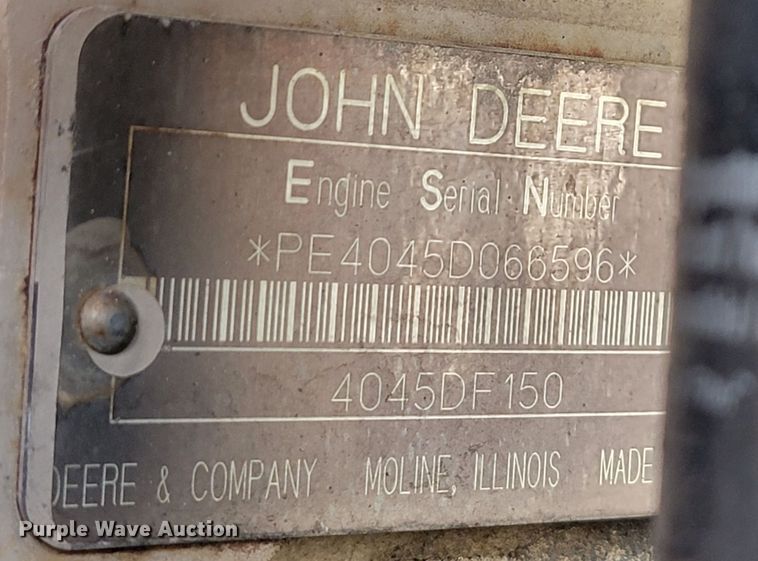 JOHN DEERE
Engine Serial Number
*PE4045D066596*
4045DF150
DEERE & COMPANY MOLINE, ILLINOIS MADE
Purple Wave Auction